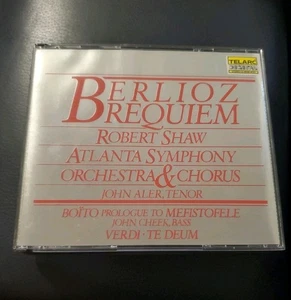 TELARC
BERLIOZ
REQUIEM
ROBERT SHAW
ATLANTA SYMPHONY
ORCHESTRA & CHORUS
JOHN ALER, TENOR
BOÏTO PROLOGUE TO MEFISTOFELE
JOHN CHEEK, BASS
VERDI · TE DEUM